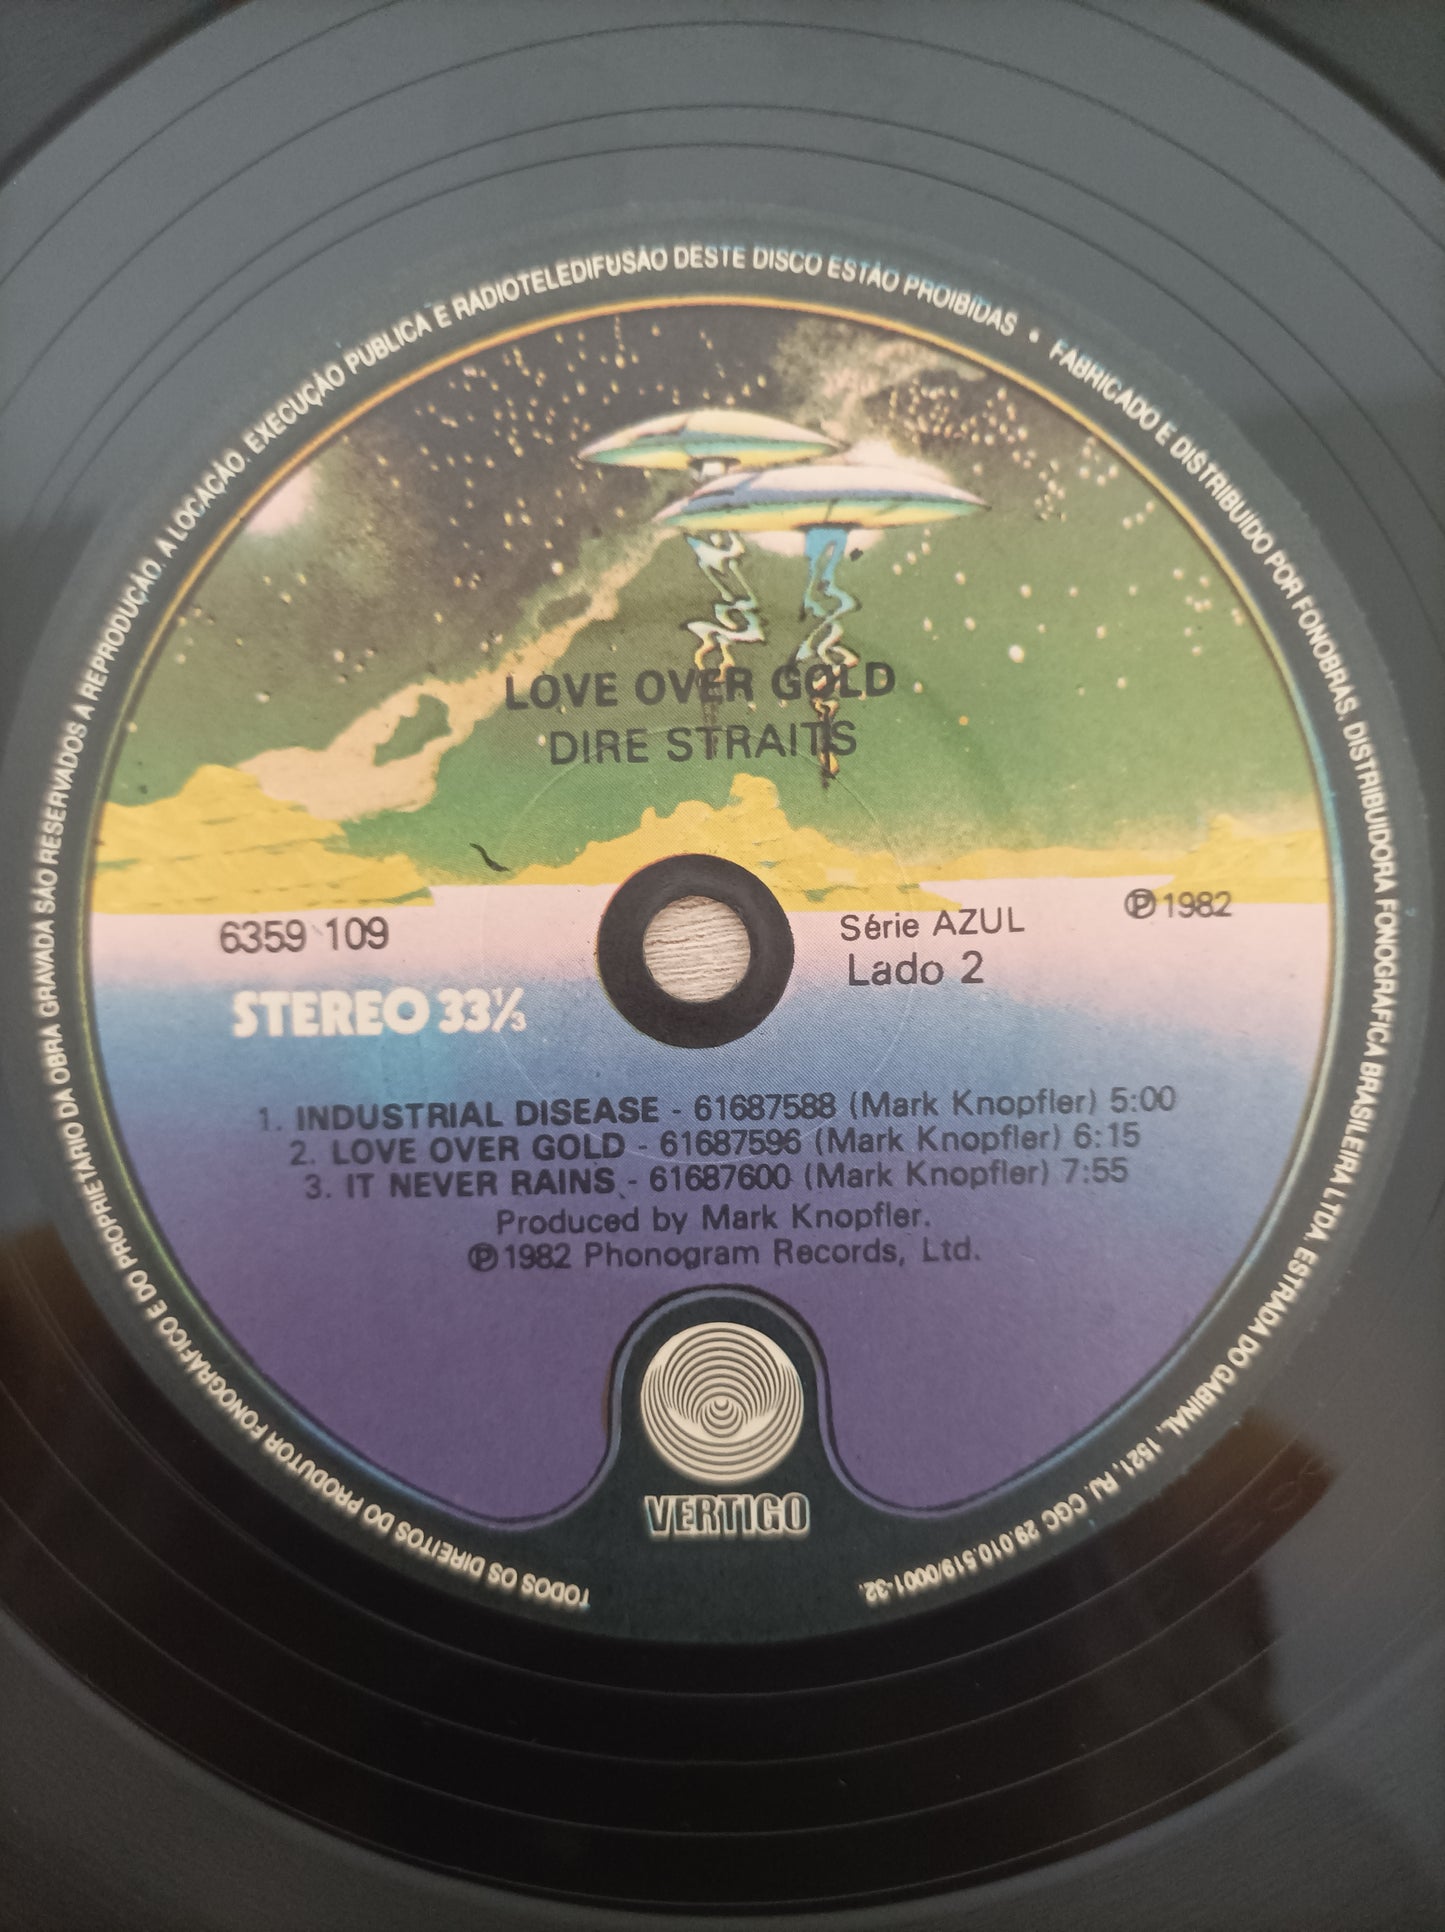 TODOS OS DIREITOS DO PRODUTOR FONOGRÁFICO E DO PROPRIETÁRIO DA OBRA GRAVADA SÃO RESERVADOS A REPRODUÇÃO. A LOCAÇÃO. EXECUÇÃO PÚBLICA E RADIOTELEDIFUSÃO DESTE DISCO ESTÃO PROIBIDAS • FABRICADO E DISTRIBUIDO POR FONOBRAS, DISTRIBUIDORA FONOGRÁFICA BRASILEIRA LTDA. ESTRADA DO GABINAL, 1521, RJ. CGC 29.010.519/0001-32.
LOVE OVER GOLD
DIRE STRAITS
6359 109
Série AZUL
℗ 1982
Lado 2
STEREO 33⅓
1. INDUSTRIAL DISEASE - 61687588 (Mark Knopfler) 5:00
2. LOVE OVER GOLD - 61687596 (Mark Knopfler) 6:15
3. IT NEVER RAINS - 61687600 (Mark Knopfler) 7:55
Produced by Mark Knopfler.
℗ 1982 Phonogram Records, Ltd.
VERTIGO